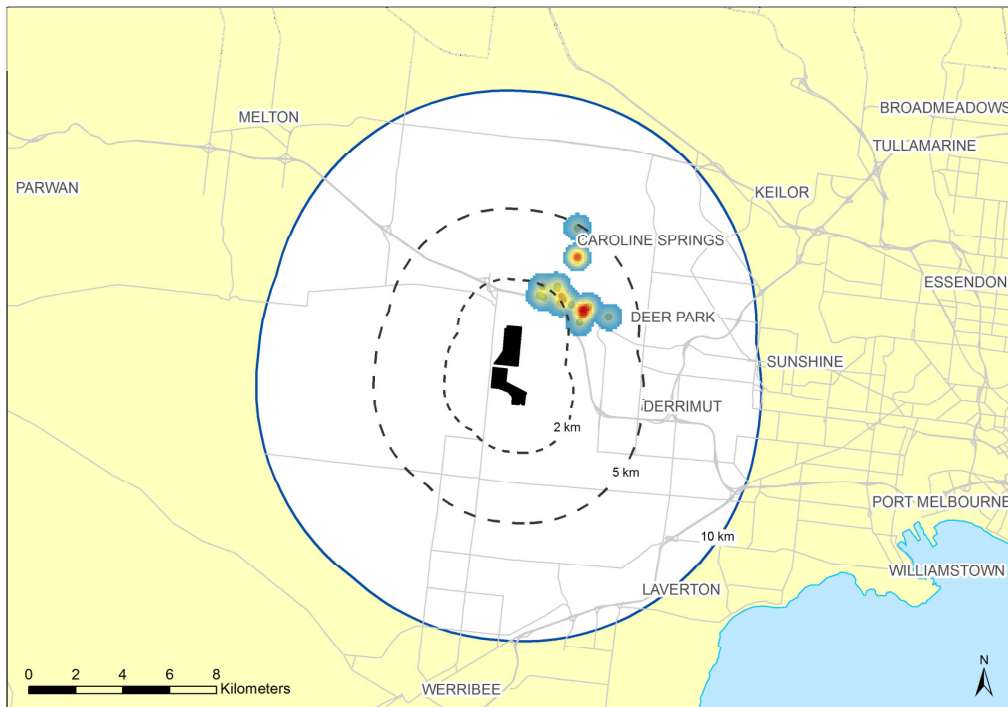 BROADMEADOWS
MELTON
TULLAMARINE
PARWAN
KEILOR
CAROLINE SPRINGS
ESSENDON
DEER PARK
SUNSHINE
DERRIMUT
2 km
5 km
PORT MELBOURNE
10 km
WILLIAMSTOWN
LAVERTON
N
0 2 4 6 8
Kilometers
WERRIBEE